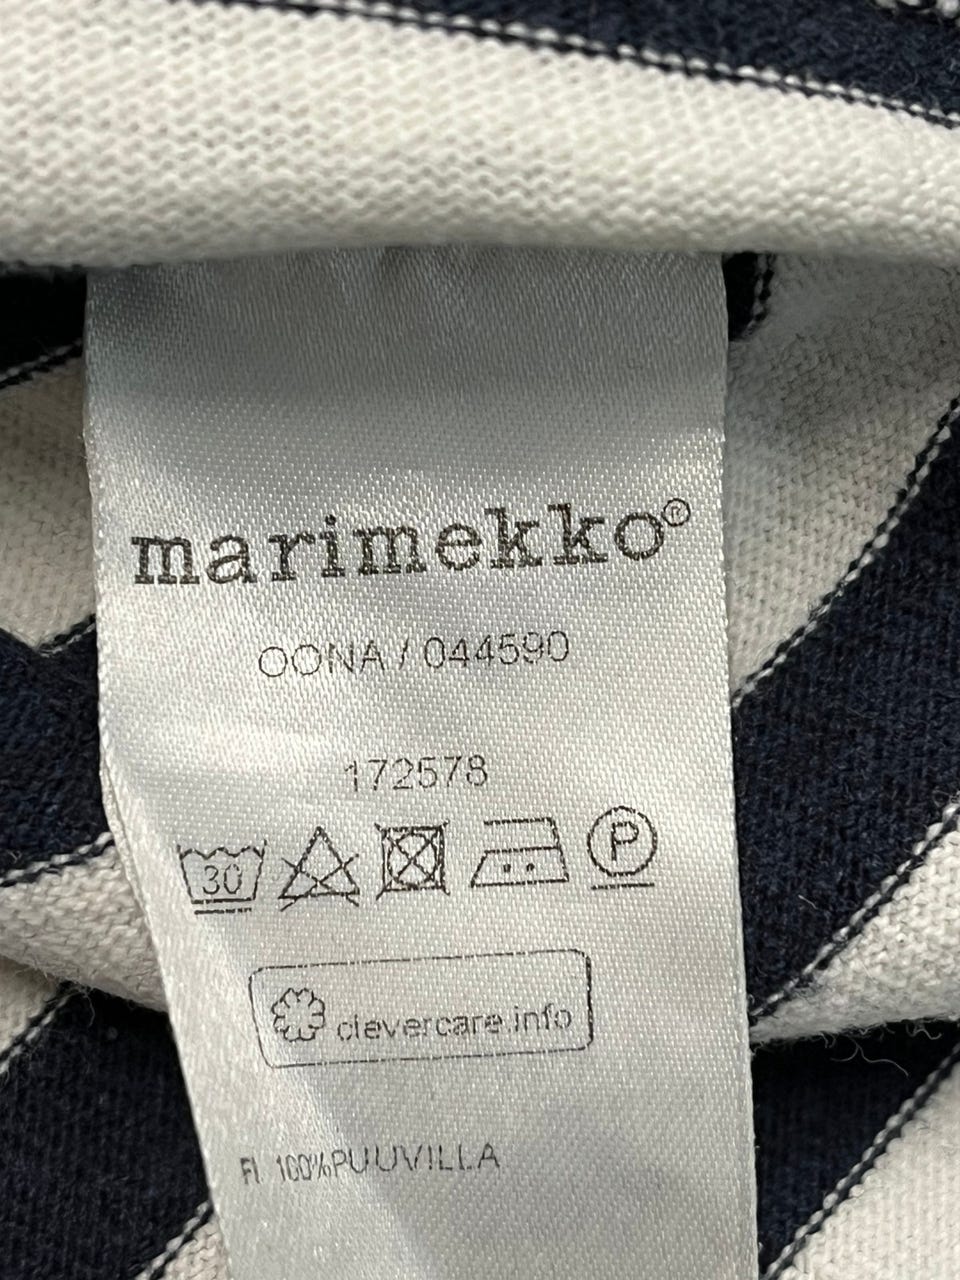 marimekko®
OONA / 044590
172578
30 P
clevercare.info
FI 100%PUUVILLA